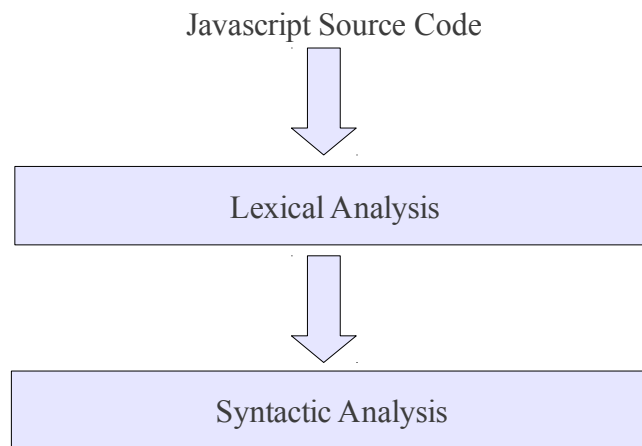 Javascript Source Code
Lexical Analysis
Syntactic Analysis